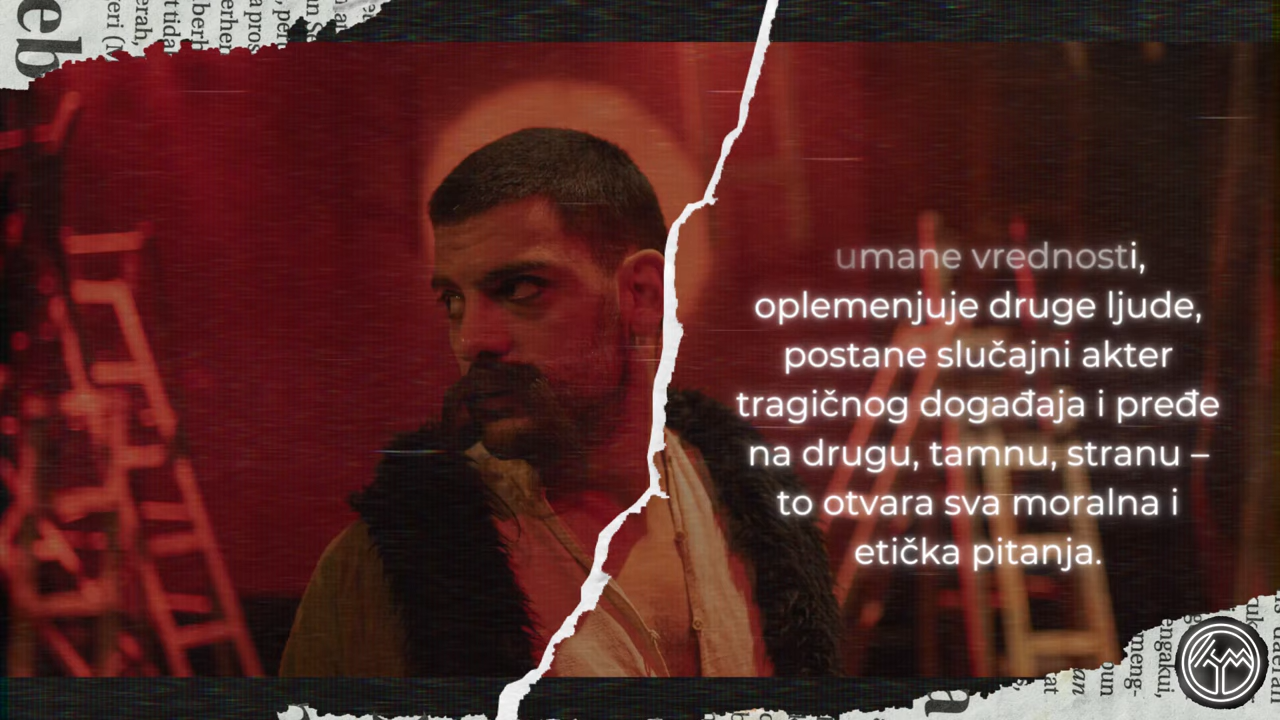 umane vrednosti,
oplemenjuje druge ljude,
postane slučajni akter
tragičnog događaja i pređe
na drugu, tamnu, stranu –
to otvara sva moralna i
etička pitanja.